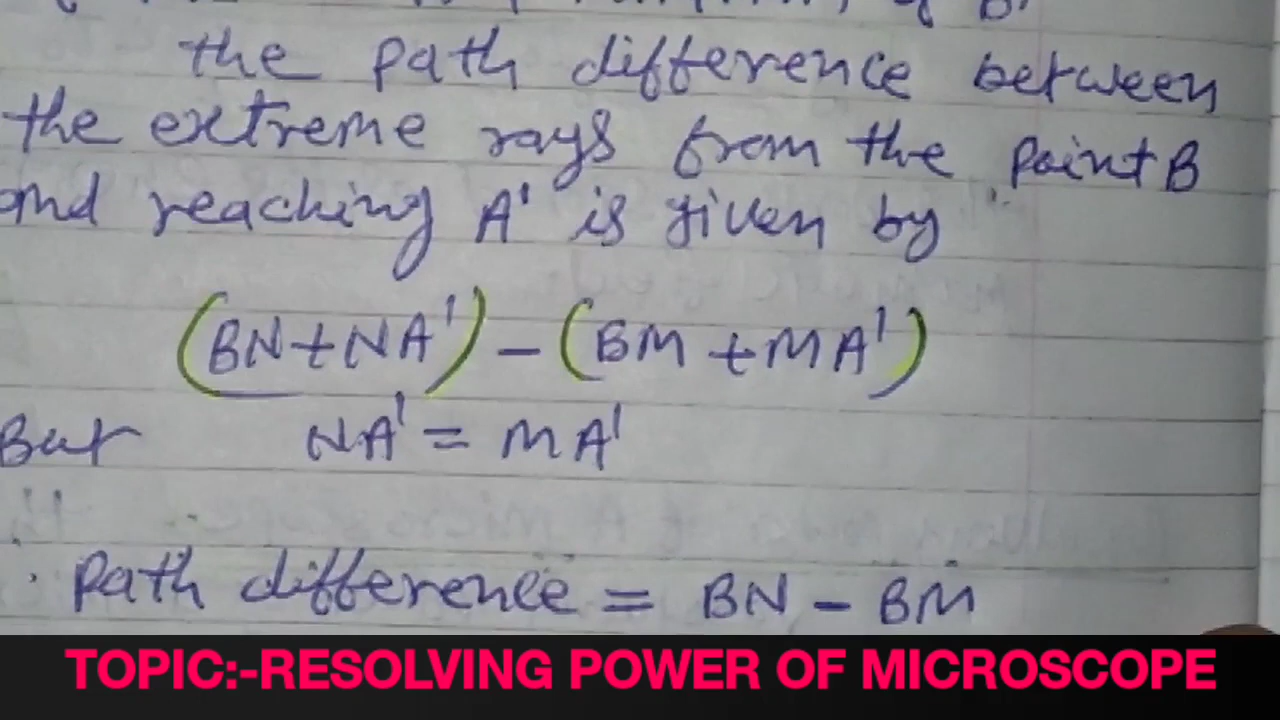 the path difference between
the extreme rays from the point B
and reaching A' is given by
(BN+NA') - (BM +MA')
But NA' = MA'
∴ Path difference = BN - BM
TOPIC:-RESOLVING POWER OF MICROSCOPE